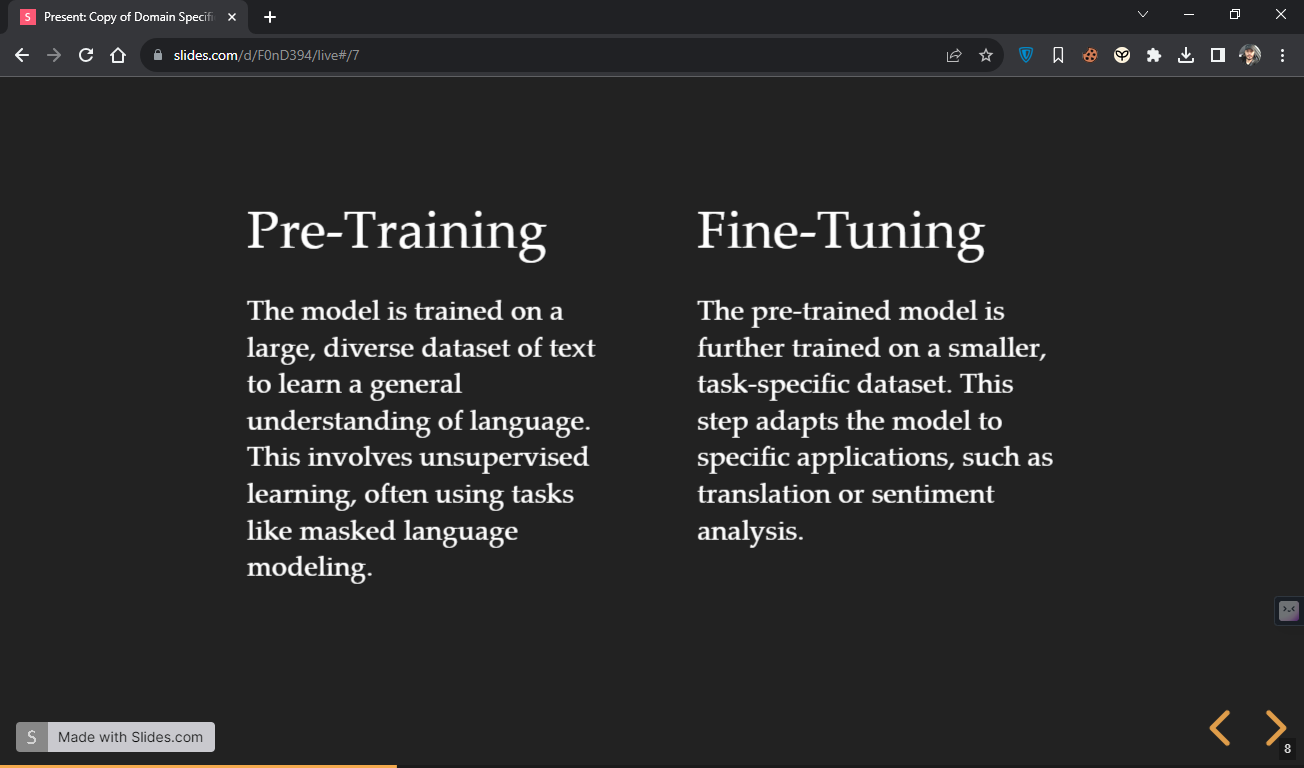 S
Present: Copy of Domain Specifi
slides.com/d/F0nD394/live#/7
Pre-Training
The model is trained on a
large, diverse dataset of text
to learn a general
understanding of language.
This involves unsupervised
learning, often using tasks
like masked language
modeling.
Fine-Tuning
The pre-trained model is
further trained on a smaller,
task-specific dataset. This
step adapts the model to
specific applications, such as
translation or sentiment
analysis.
S Made with Slides.com
8